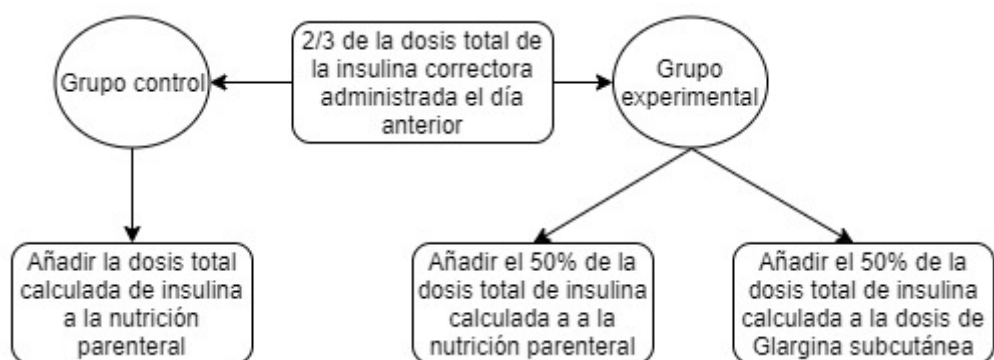 Grupo control
2/3 de la dosis total de
la insulina correctora
administrada el día
anterior
Grupo
experimental
Añadir la dosis total
calculada de insulina
a la nutrición
parenteral
Añadir el 50% de la
dosis total de insulina
calculada a a la
nutrición parenteral
Añadir el 50% de la
dosis total de insulina
calculada a la dosis de
Glargina subcutánea